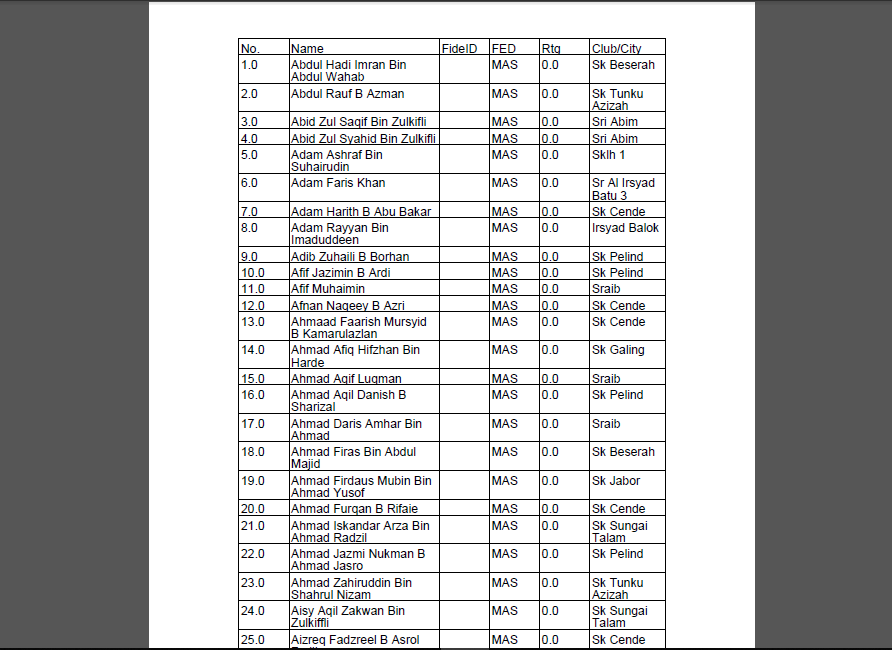 No. Name FideID FED Rtg Club/City
1.0 Abdul Hadi Imran Bin MAS 0.0 Sk Beserah
Abdul Wahab
2.0 Abdul Rauf B Azman MAS 0.0 Sk Tunku
Azizah
3.0 Abid Zul Saqif Bin Zulkifli MAS 0.0 Sri Abim
4.0 Abid Zul Syahid Bin Zulkifli MAS 0.0 Sri Abim
5.0 Adam Ashraf Bin MAS 0.0 Sklh 1
Suhairudin
6.0 Adam Faris Khan MAS 0.0 Sr Al Irsyad
Batu 3
7.0 Adam Harith B Abu Bakar MAS 0.0 Sk Cende
8.0 Adam Rayyan Bin MAS 0.0 Irsyad Balok
Imaduddeen
9.0 Adib Zuhaili B Borhan MAS 0.0 Sk Pelind
10.0 Afif Jazimin B Ardi MAS 0.0 Sk Pelind
11.0 Afif Muhaimin MAS 0.0 Sraib
12.0 Afnan Naqeey B Azri MAS 0.0 Sk Cende
13.0 Ahmaad Faarish Mursyid MAS 0.0 Sk Cende
B Kamarulazlan
14.0 Ahmad Afiq Hifzhan Bin MAS 0.0 Sk Galing
Harde
15.0 Ahmad Aqif Luqman MAS 0.0 Sraib
16.0 Ahmad Aqil Danish B MAS 0.0 Sk Pelind
Sharizal
17.0 Ahmad Daris Amhar Bin MAS 0.0 Sraib
Ahmad
18.0 Ahmad Firas Bin Abdul MAS 0.0 Sk Beserah
Majid
19.0 Ahmad Firdaus Mubin Bin MAS 0.0 Sk Jabor
Ahmad Yusof
20.0 Ahmad Furqan B Rifaie MAS 0.0 Sk Cende
21.0 Ahmad Iskandar Arza Bin MAS 0.0 Sk Sungai
Ahmad Radzil Talam
22.0 Ahmad Jazmi Nukman B MAS 0.0 Sk Pelind
Ahmad Jasro
23.0 Ahmad Zahiruddin Bin MAS 0.0 Sk Tunku
Shahrul Nizam Azizah
24.0 Aisy Aqil Zakwan Bin MAS 0.0 Sk Sungai
Zulkiffli Talam
25.0 Aizreq Fadzreel B Asrol MAS 0.0 Sk Cende